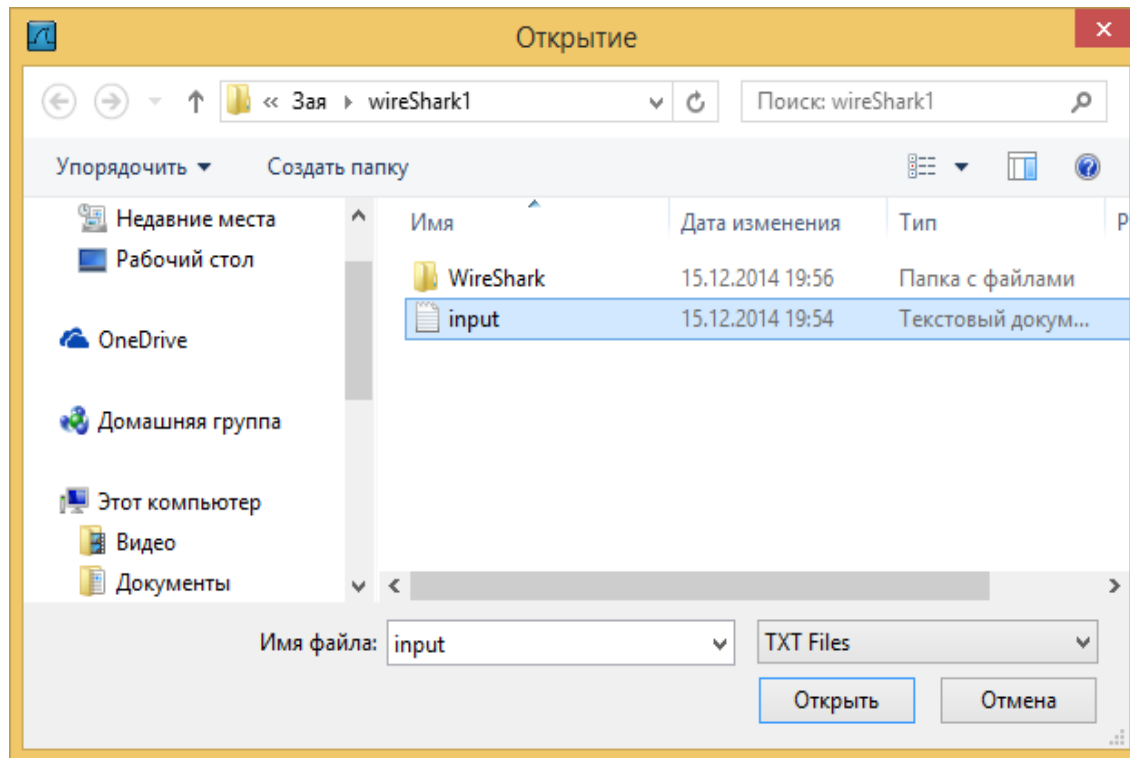 Открытие
« Зая wireShark1 Поиск: wireShark1
Упорядочить Создать папку
Недавние места
Рабочий стол
OneDrive
Домашняя группа
Этот компьютер
Видео
Документы
Имя Дата изменения Тип Р
WireShark 15.12.2014 19:56 Папка с файлами
input 15.12.2014 19:54 Текстовый докум...
Имя файла: input TXT Files
Открыть Отмена